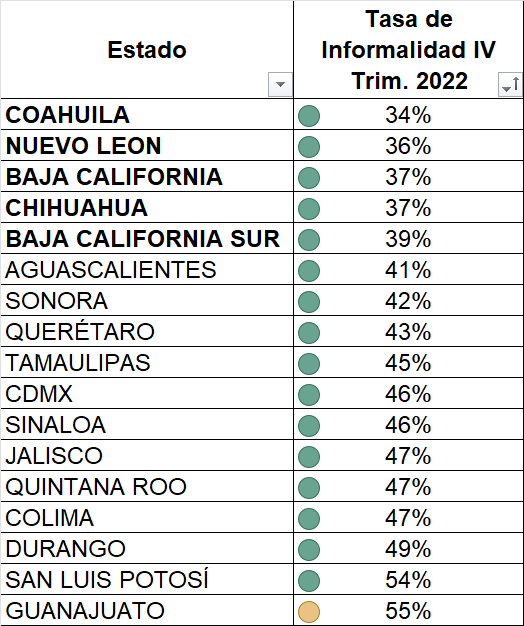 Estado
Tasa de
Informalidad IV
Trim. 2022
COAHUILA 34%
NUEVO LEON 36%
BAJA CALIFORNIA 37%
CHIHUAHUA 37%
BAJA CALIFORNIA SUR 39%
AGUASCALIENTES 41%
SONORA 42%
QUERÉTARO 43%
TAMAULIPAS 45%
CDMX 46%
SINALOA 46%
JALISCO 47%
QUINTANA ROO 47%
COLIMA 47%
DURANGO 49%
SAN LUIS POTOSÍ 54%
GUANAJUATO 55%